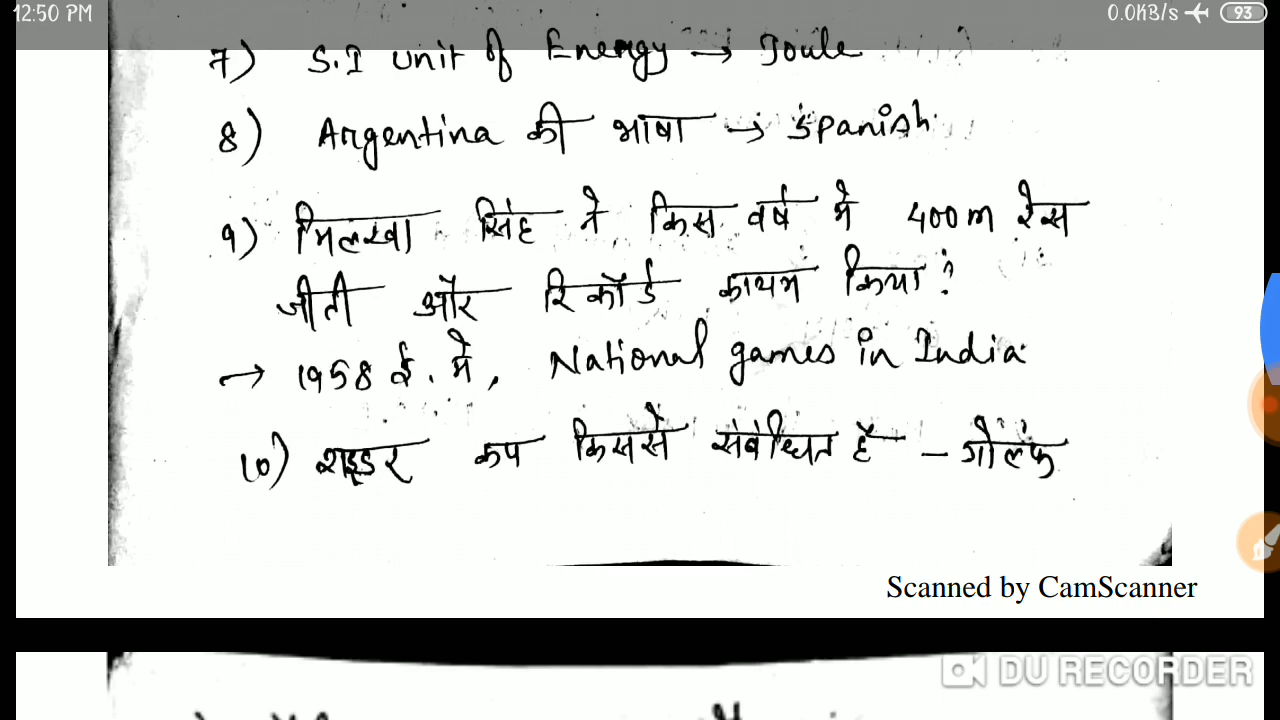 12:50 PM 0.0KB/s 93
7) S.I unit of Energy → Joule
8) Argentina की भाषा → Spanish
9) मिल्खा सिंह ने किस वर्ष में 400m रेस
जीती और रिकॉर्ड कायम किया?
→ 1958 ई. में, National games in India
10) राइडर कप किससे संबंधित है - गोल्फ
Scanned by CamScanner
DU RECORDER